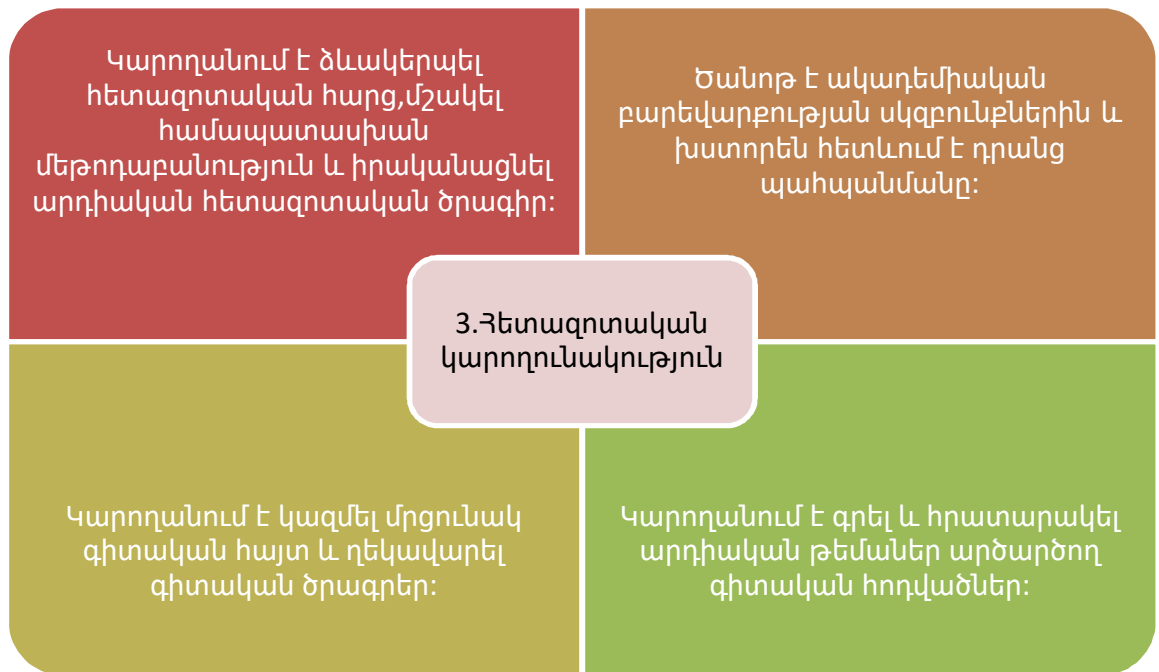 Կարողանում է ձևակերպել
հետազոտական հարց,մշակել
համապատասխան
մեթոդաբանություն և իրականացնել
արդիական հետազոտական ծրագիր:
Ծանոթ է ակադեմիական
բարեվարքության սկզբունքներին և
խստորեն հետևում է դրանց
պահպանմանը:
3.Հետազոտական
կարողունակություն
Կարողանում է կազմել մրցունակ
գիտական հայտ և ղեկավարել
գիտական ծրագրեր:
Կարողանում է գրել և հրատարակել
արդիական թեմաներ արծարծող
գիտական հոդվածներ: